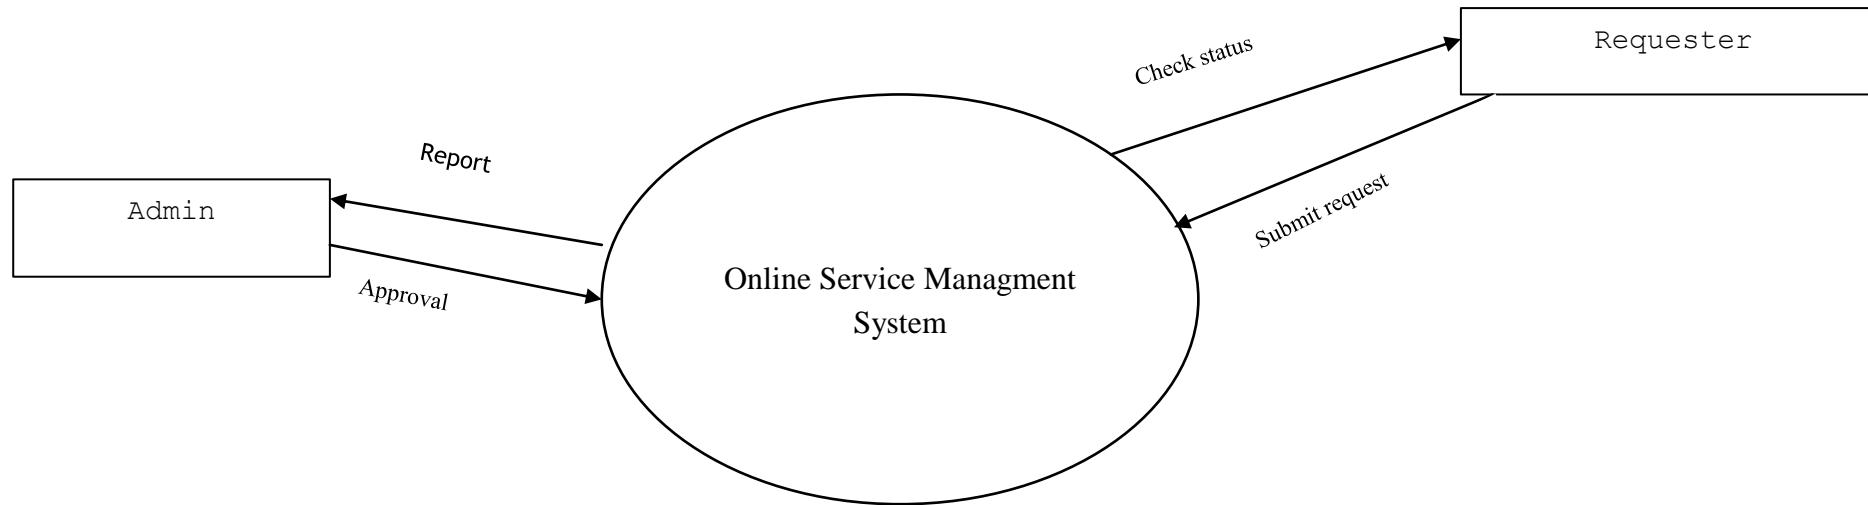 Requester
Check status
Report
Admin
Submit request
Approval
Online Service Managment
System